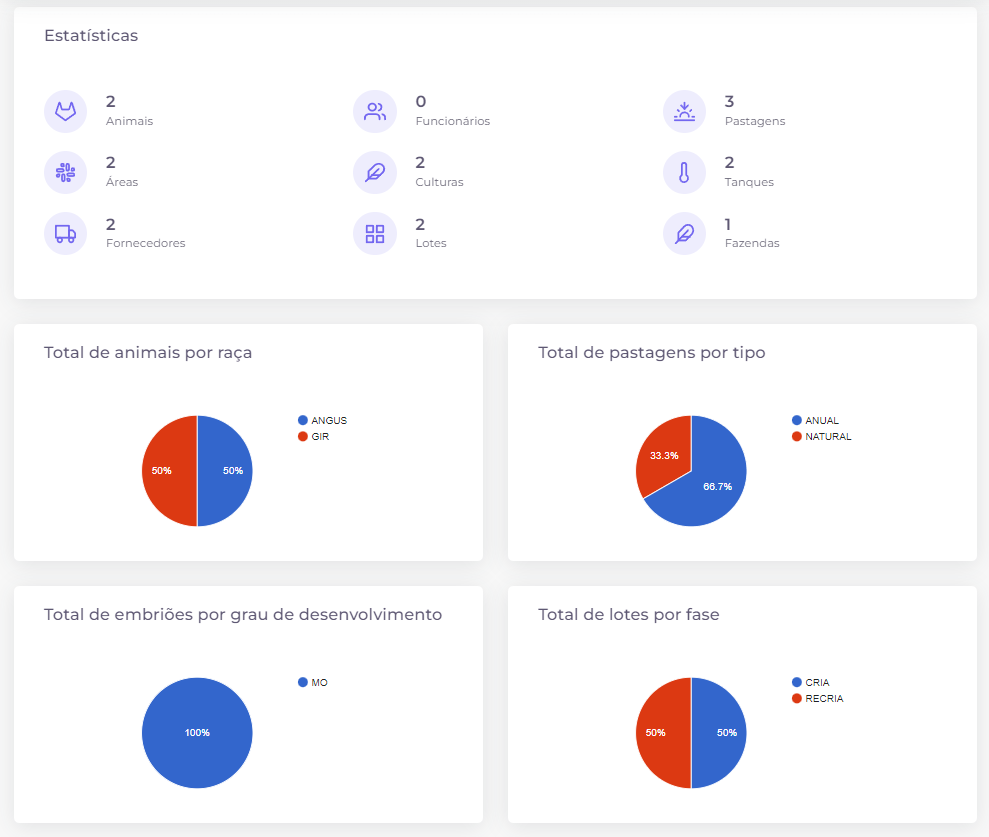 Estatísticas
2
Animais
0
Funcionários
3
Pastagens
2
Áreas
2
Culturas
2
Tanques
2
Fornecedores
2
Lotes
1
Fazendas
Total de animais por raça
ANGUS
GIR
50%
50%
Total de pastagens por tipo
ANUAL
NATURAL
33.3%
66.7%
Total de embriões por grau de desenvolvimento
MO
100%
Total de lotes por fase
CRIA
RECRIA
50%
50%